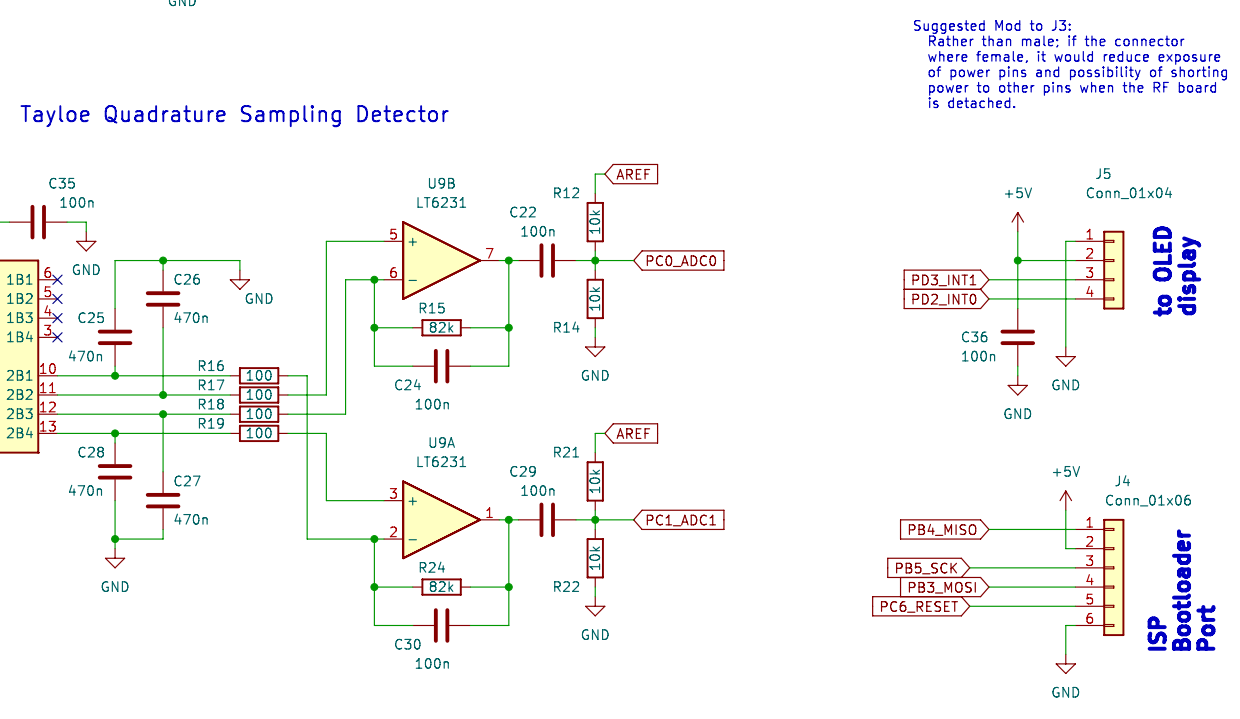 GND
Suggested Mod to J3:
Rather than male; if the connector
where female, it would reduce exposure
of power pins and possibility of shorting
power to other pins when the RF board
is detached.
Tayloe Quadrature Sampling Detector
C35
100n
GND
1B1 6
1B2 5
1B3 4
1B4 3
2B1 10
2B2 11
2B3 12
2B4 13
C25
470n
C26
470n
GND
R16 100
R17 100
R18 100
R19 100
C28
470n
C27
470n
GND
U9B
LT6231
5 +
6 −
7
R15
82k
C24
100n
C22
100n
AREF
R12
10k
PC0_ADC0
10k
R14
GND
U9A
LT6231
3 +
2 −
1
R24
82k
C30
100n
C29
100n
AREF
R21
10k
PC1_ADC1
10k
R22
GND
J5
Conn_01x04
+5V
1
2
PD3_INT1 3
PD2_INT0 4
C36
100n
GND
GND
to OLED
display
J4
Conn_01x06
+5V
PB4_MISO 1
2
PB5_SCK 3
PB3_MOSI 4
PC6_RESET 5
6
GND
ISP
Bootloader
Port